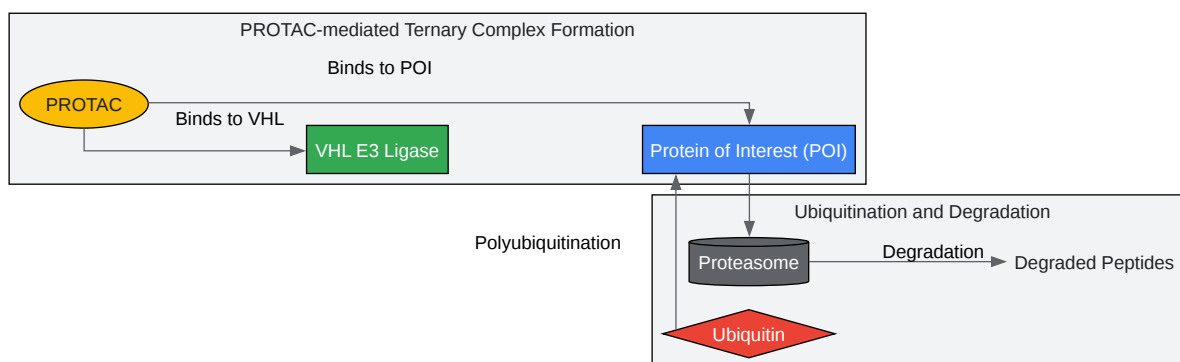 PROTAC-mediated Ternary Complex Formation
Binds to POI
PROTAC
Binds to VHL
VHL E3 Ligase
Protein of Interest (POI)
Ubiquitination and Degradation
Polyubiquitination
Proteasome
Degradation
Degraded Peptides
Ubiquitin